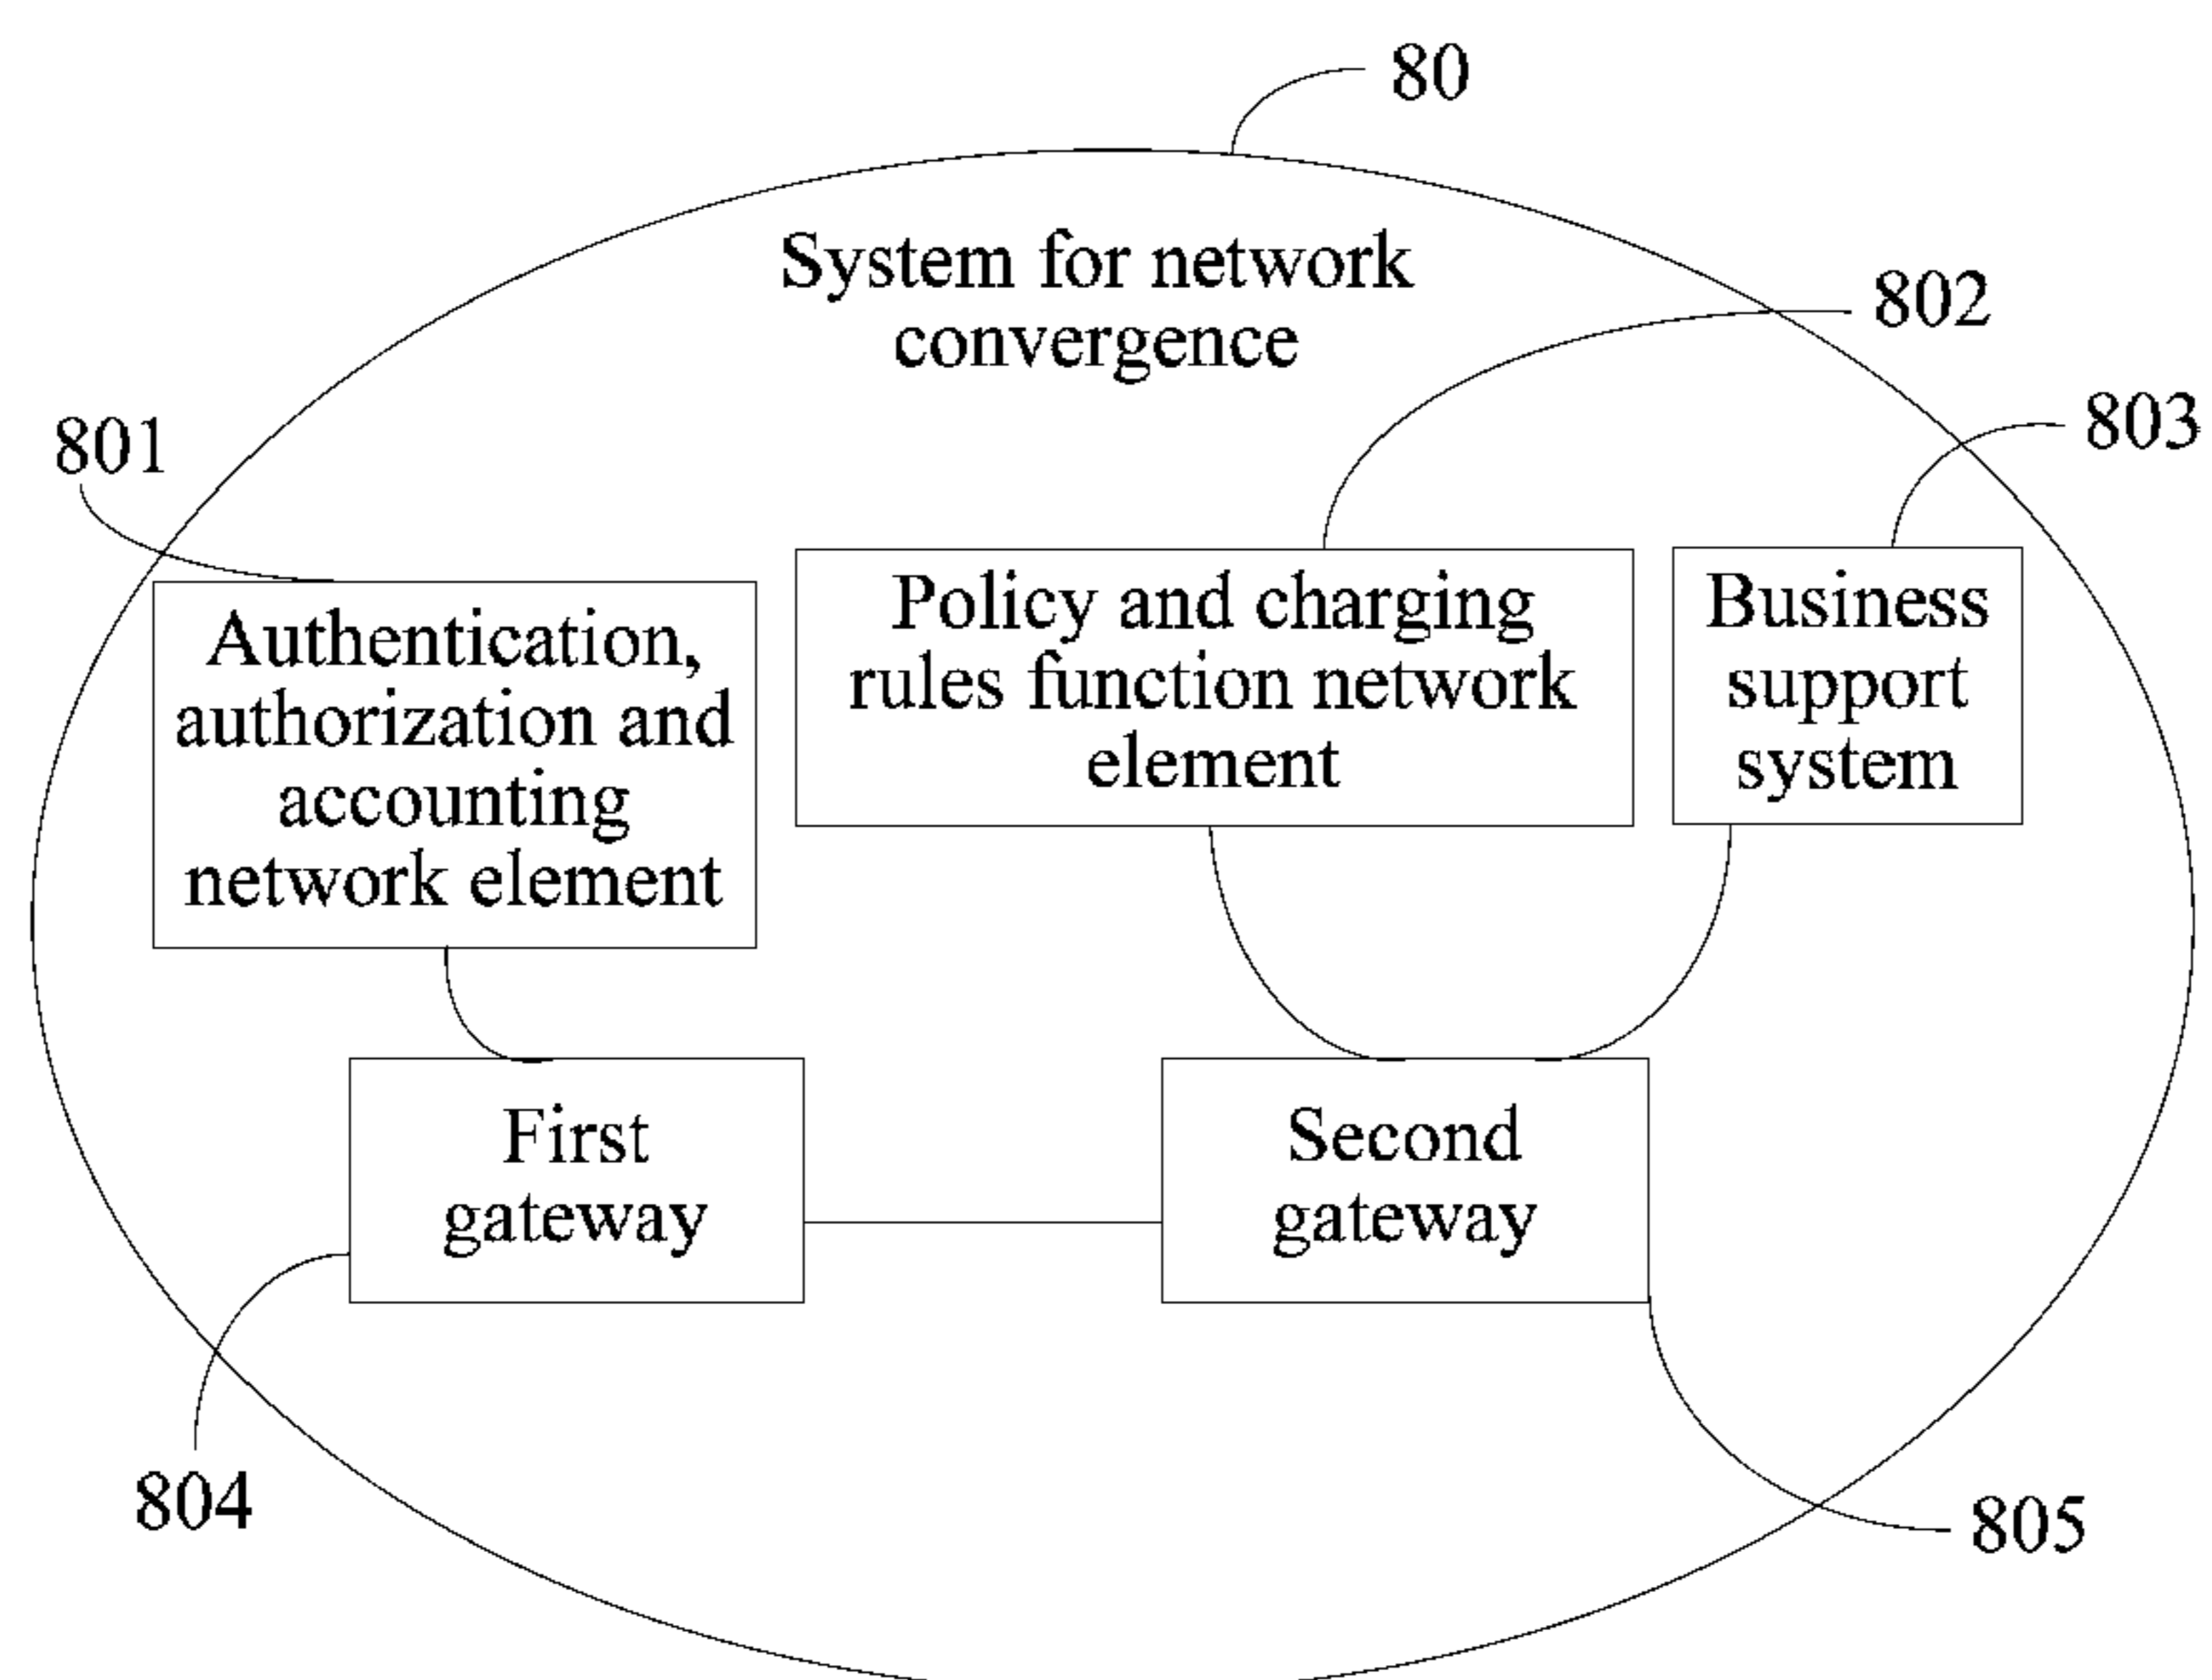 80
System for network
convergence
802
803
801
Authentication,
authorization and
accounting
network element
Policy and charging
rules function network
element
Business
support
system
First
gateway
Second
gateway
804
805